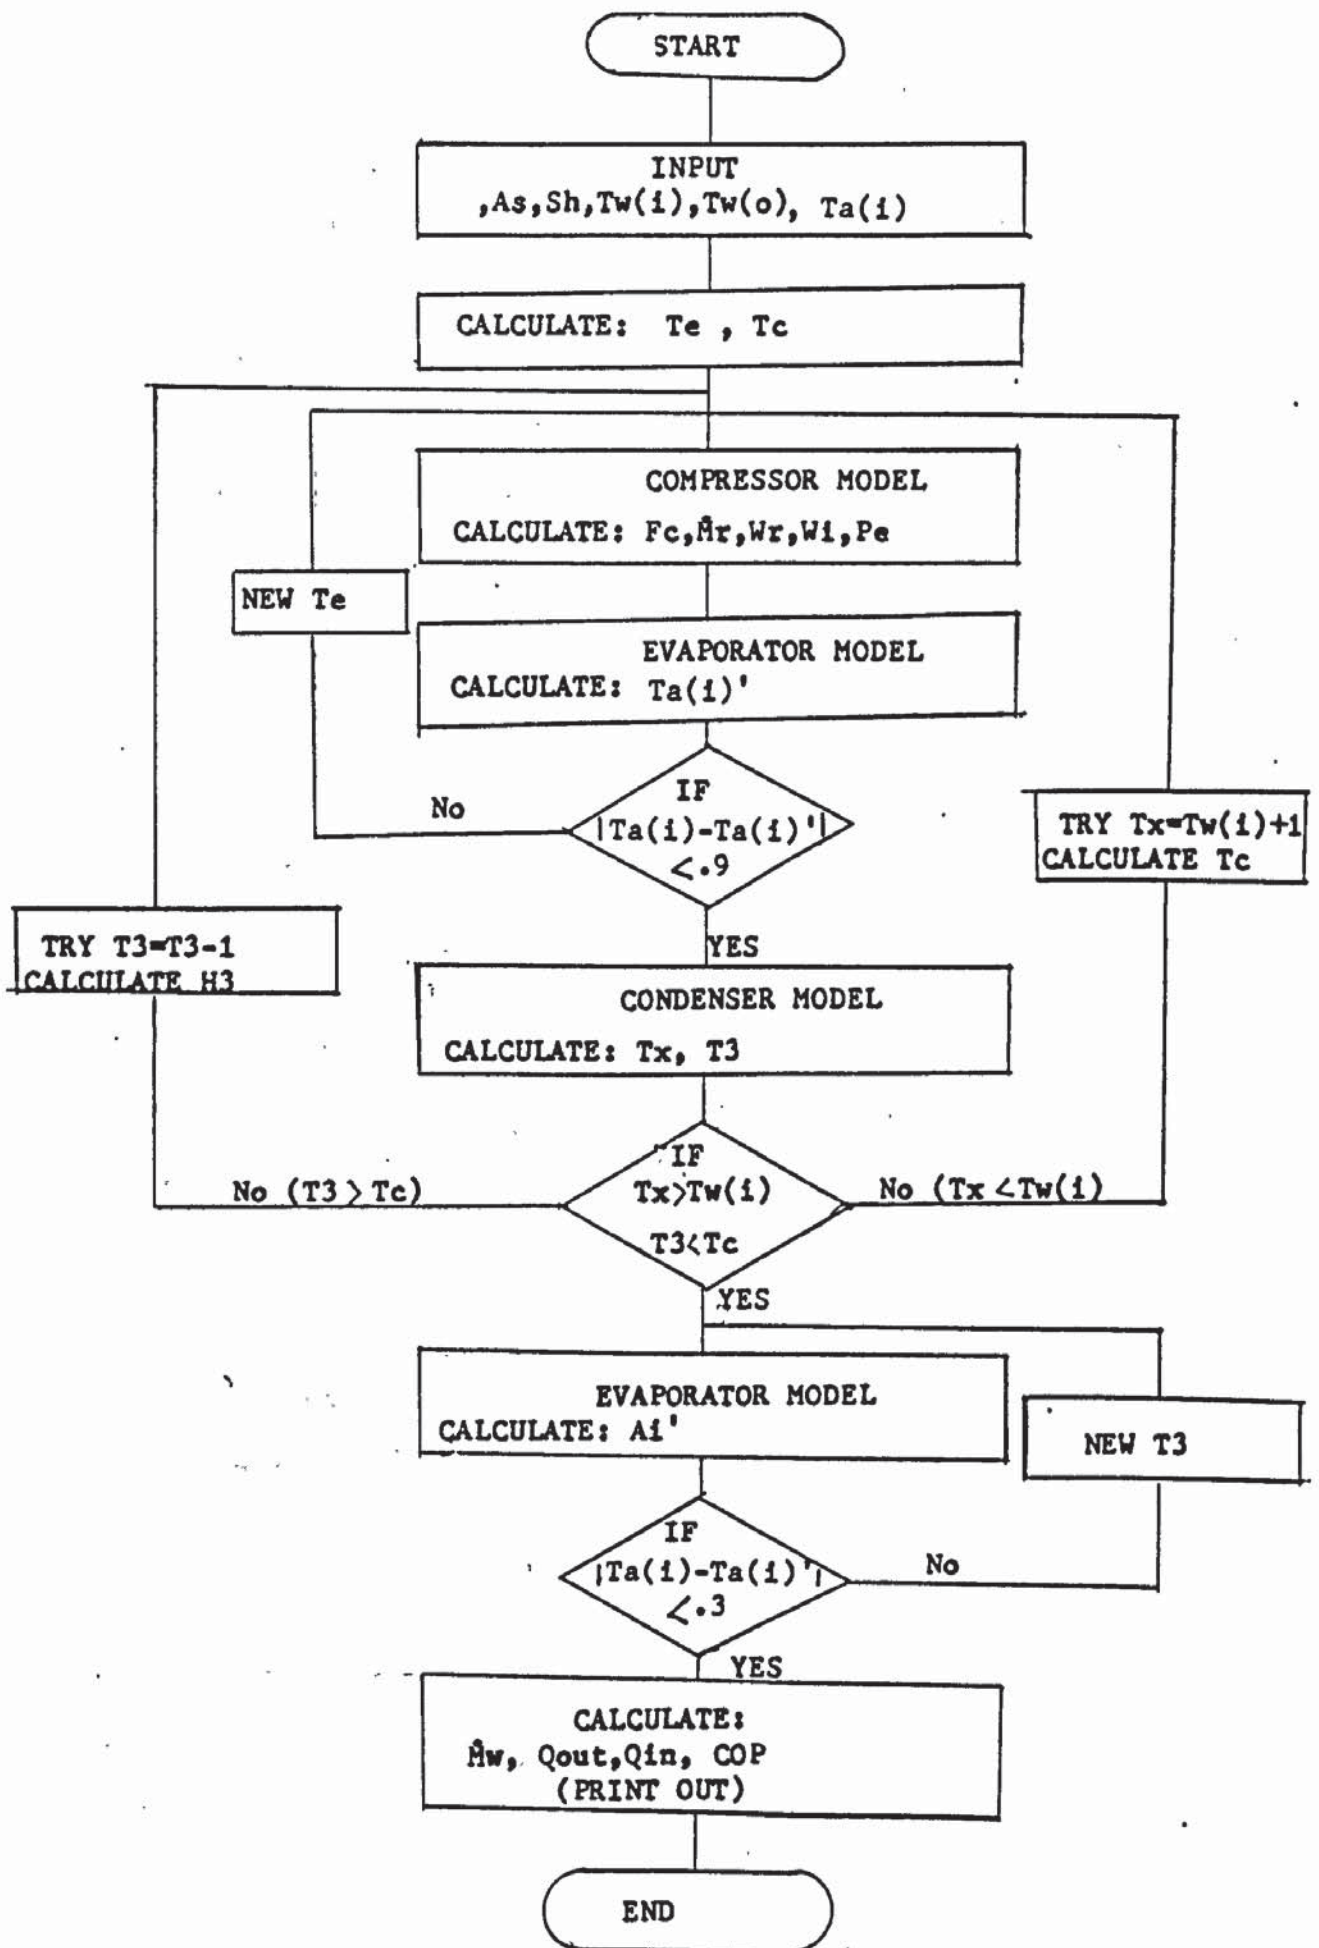 START
INPUT
,As,Sh,Tw(i),Tw(o), Ta(i)
CALCULATE: Te , Tc
COMPRESSOR MODEL
CALCULATE: Fc,Ṁr,Wr,Wi,Pe
NEW Te
EVAPORATOR MODEL
CALCULATE: Ta(i)'
No
IF
|Ta(i)-Ta(i)'|
<.9
TRY Tx=Tw(i)+1
CALCULATE Tc
TRY T3=T3-1
CALCULATE H3
YES
CONDENSER MODEL
CALCULATE: Tx, T3
No (T3 > Tc)
IF
Tx>Tw(i)
T3<Tc
No (Tx <Tw(i)
YES
EVAPORATOR MODEL
CALCULATE: Ai'
NEW T3
IF
|Ta(i)-Ta(i)'|
<.3
No
YES
CALCULATE:
Ṁw, Qout,Qin, COP
(PRINT OUT)
END